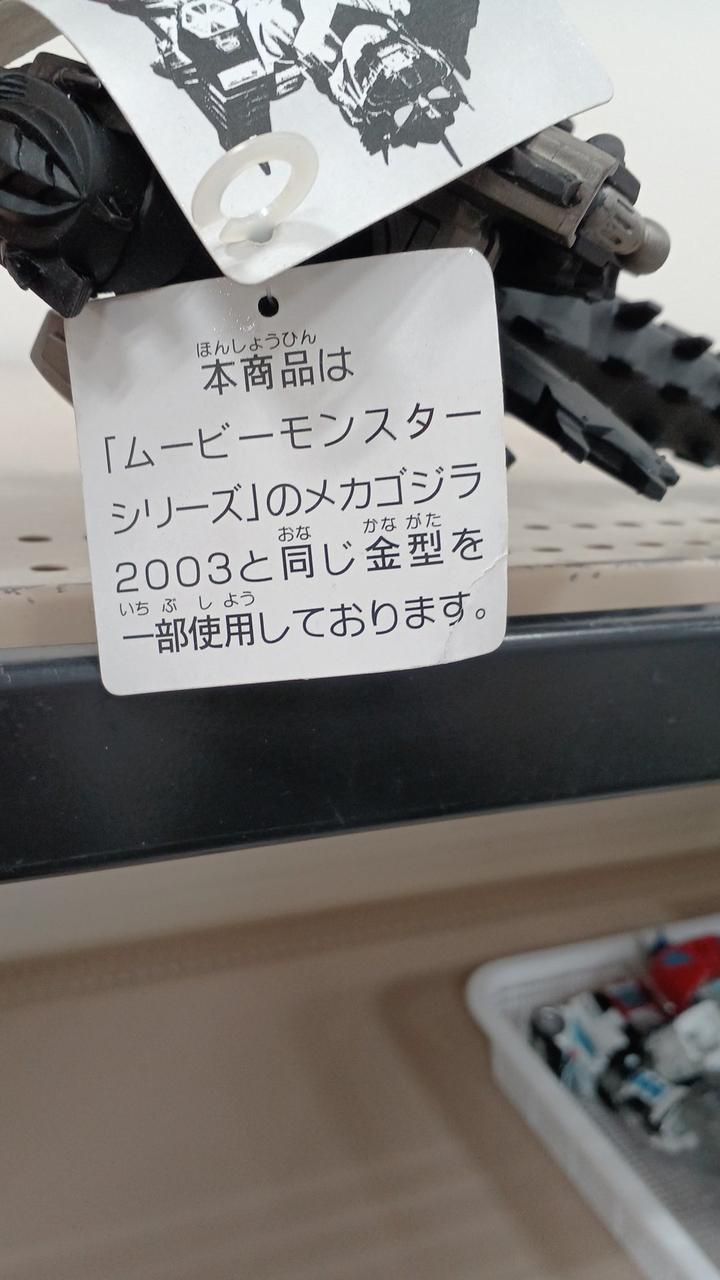 本商品は
「ムービーモンスター
シリーズ」のメカゴジラ
2003と同じ金型を
一部使用しております。